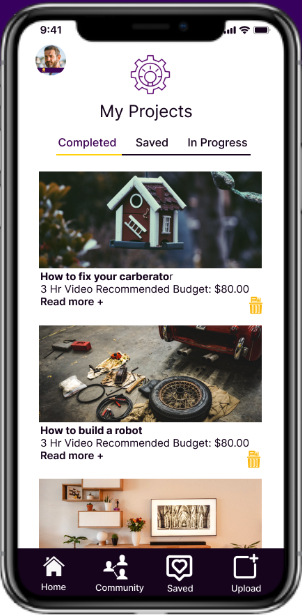 9:41
My Projects
Completed Saved In Progress
How to fix your carberator
3 Hr Video Recommended Budget: $80.00
Read more +
How to build a robot
3 Hr Video Recommended Budget: $80.00
Read more +
Home Community Saved Upload